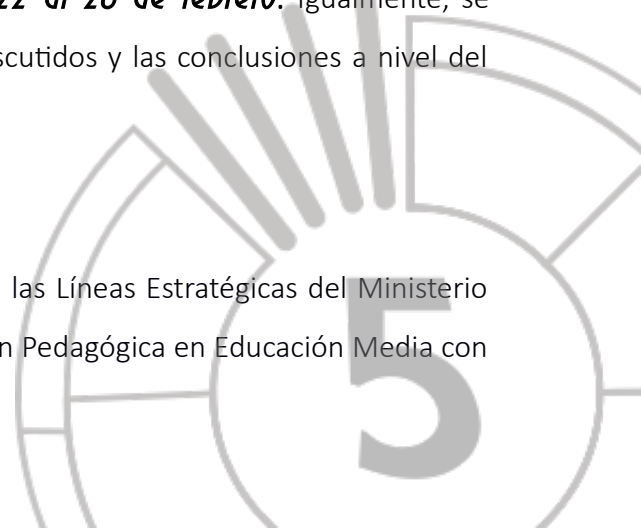 22 al 26 de febrero. Igualmente, se
scutidos y las conclusiones a nivel del
las Líneas Estratégicas del Ministerio
n Pedagógica en Educación Media con
5